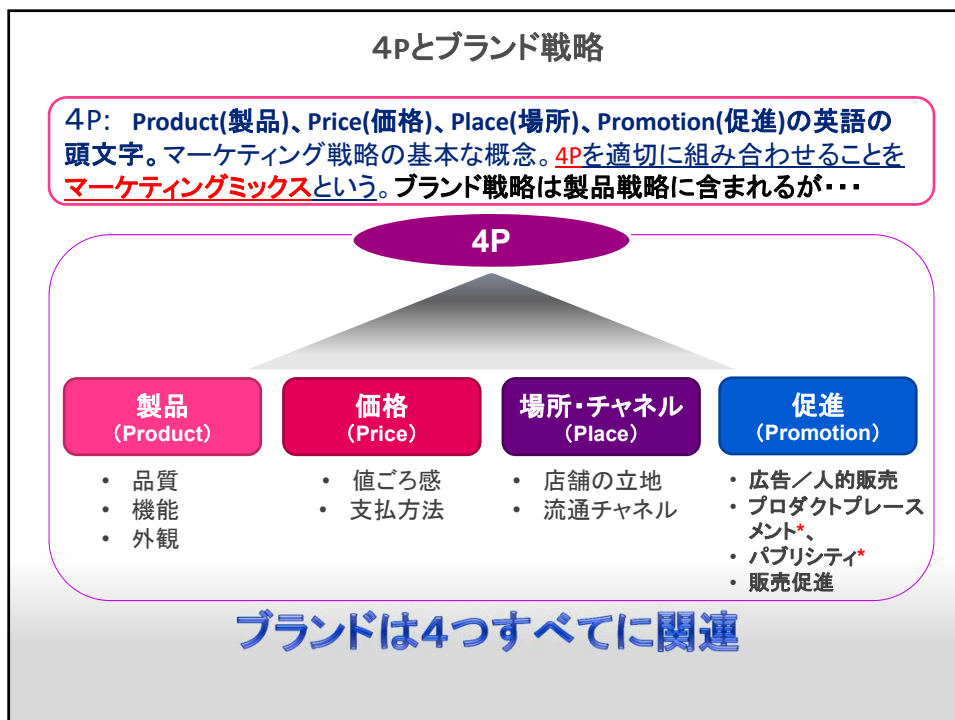 4Pとブランド戦略
4P: Product(製品)、Price(価格)、Place(場所)、Promotion(促進)の英語の
頭文字。マーケティング戦略の基本な概念。4Pを適切に組み合わせることを
マーケティングミックスという。ブランド戦略は製品戦略に含まれるが・・・
4P
製品
（Product）
• 品質
• 機能
• 外観
価格
（Price）
• 値ごろ感
• 支払方法
場所・チャネル
（Place）
• 店舗の立地
• 流通チャネル
促進
（Promotion）
• 広告／人的販売
• プロダクトプレース
メント*、
• パブリシティ*
• 販売促進
ブランドは４つすべてに関連